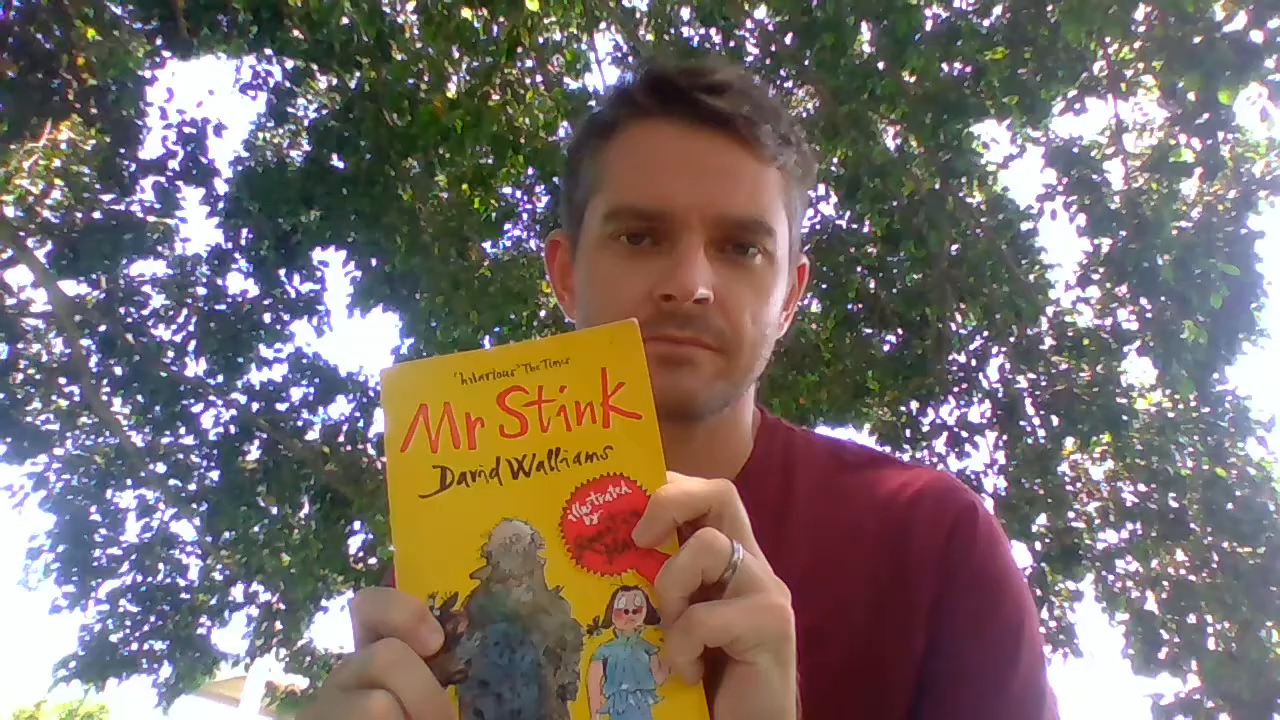 'hilarious' The Times
Mr Stink
David Walliams
illustrated
by